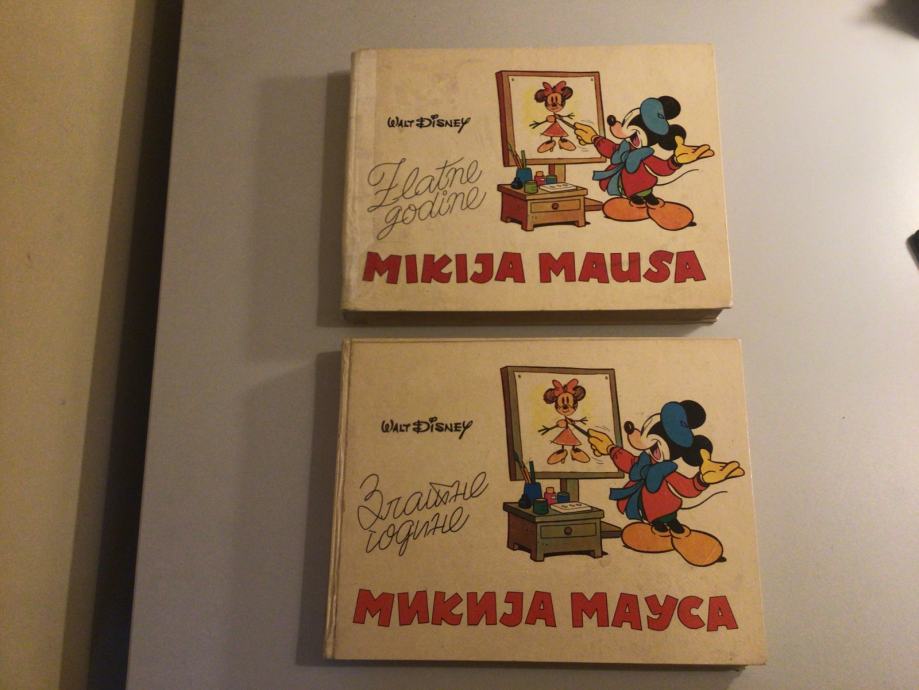 WALT DISNEY
Zlatne
godine
MIKIJA MAUSA
WALT DISNEY
Златне
године
МИКИЈА МАУСА